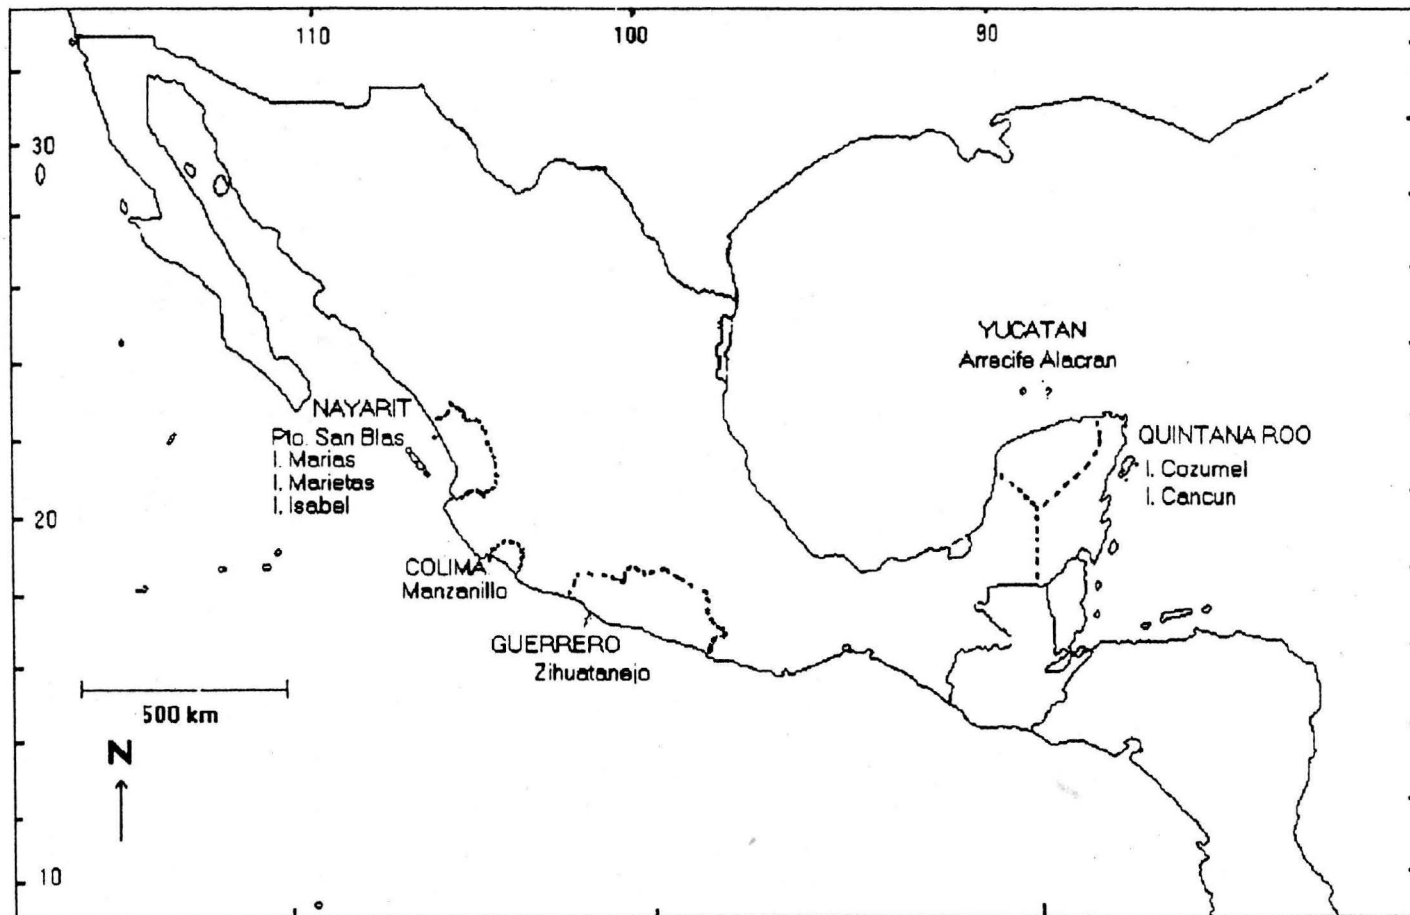 110 100 90
30
YUCATAN
Arrecife Alacran
NAYARIT
Pto. San Blas
I. Marias
I. Marietas
I. Isabel
QUINTANA ROO
I. Cozumel
I. Cancun
20
COLIMA
Manzanillo
GUERRERO
Zihuatanejo
500 km
N
10